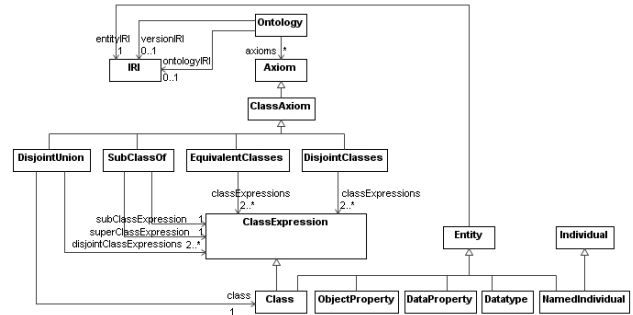 Ontology
entityIRI
versionIRI
1
0..1
ontologyIRI
axioms
*
IRI
0..1
Axiom
ClassAxiom
DisjointUnion
SubClassOf
EquivalentClasses
DisjointClasses
classExpressions
classExpressions
2..*
2..*
subClassExpression
1
ClassExpression
superClassExpression
1
disjointClassExpressions
2..*
Entity
Individual
class
1
Class
ObjectProperty
DataProperty
Datatype
NamedIndividual